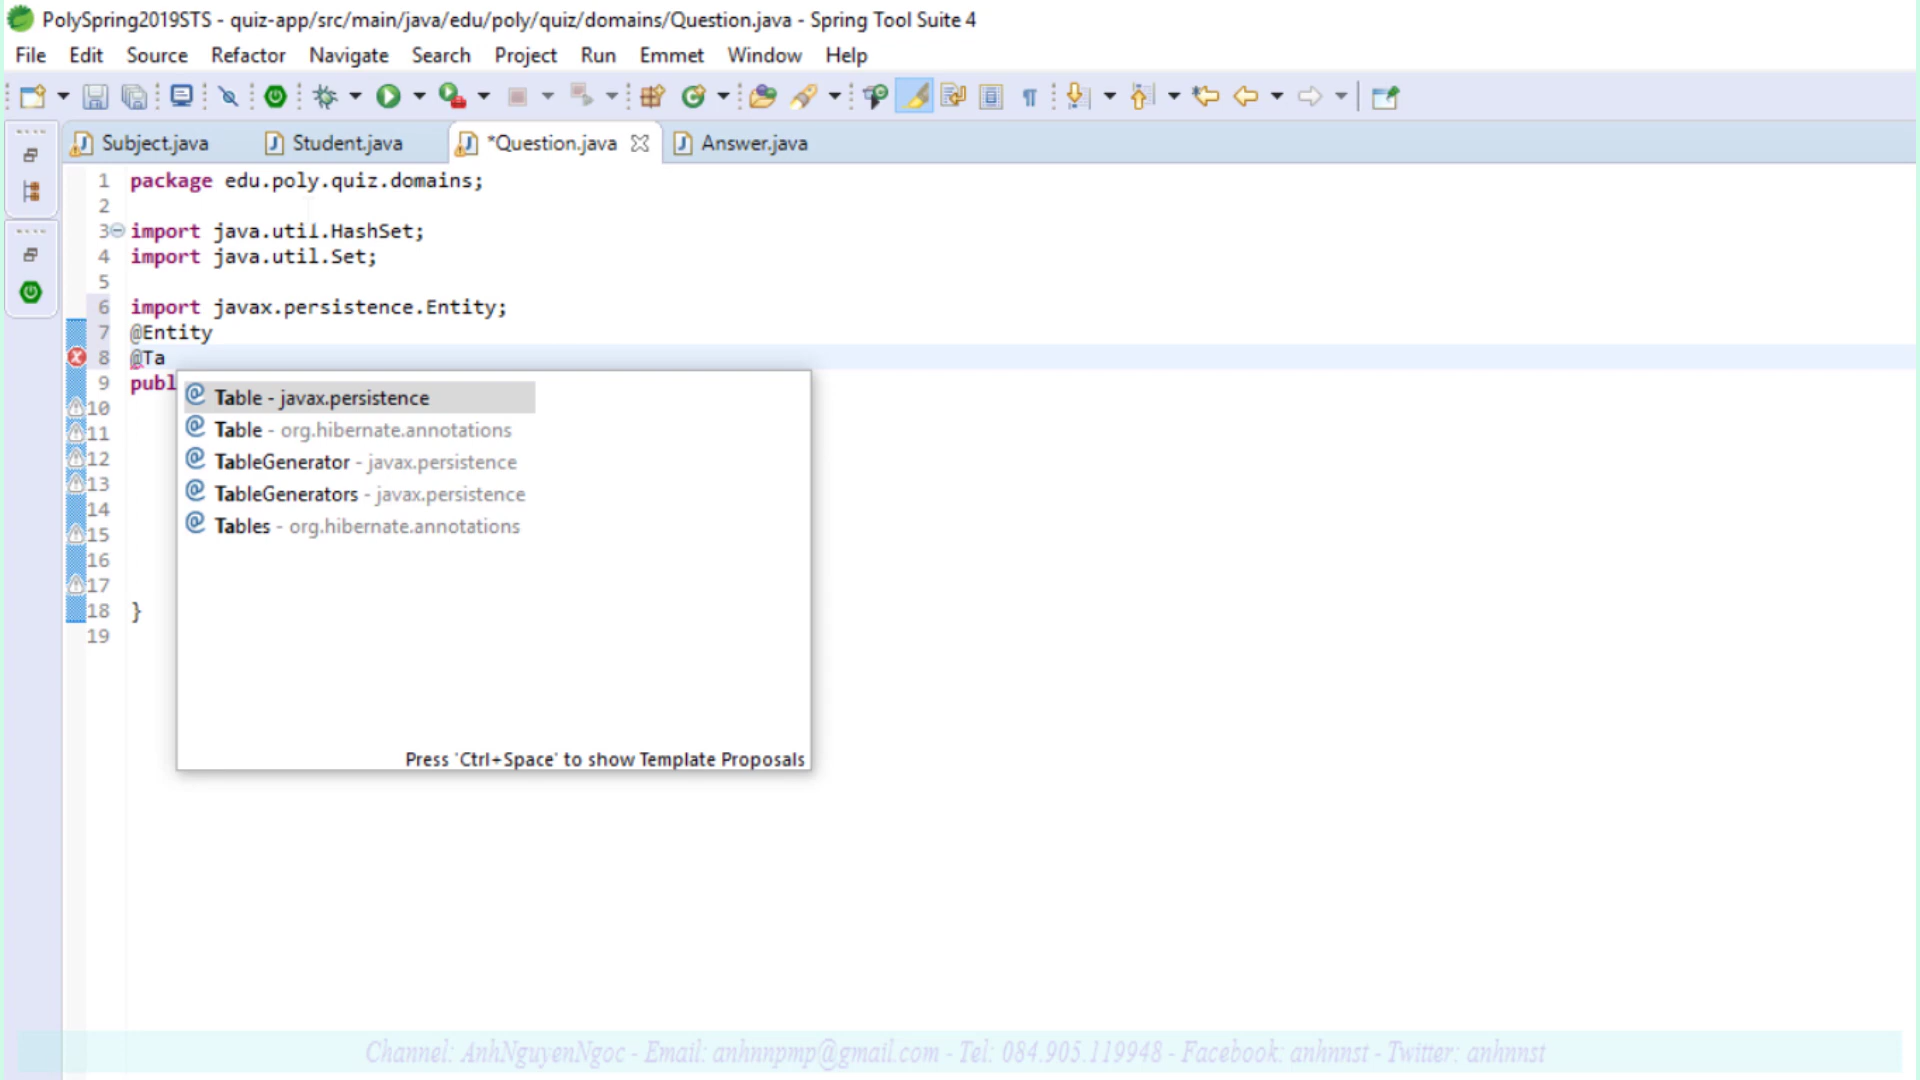 PolySpring2019STS - quiz-app/src/main/java/edu/poly/quiz/domains/Question.java - Spring Tool Suite 4
File Edit Source Refactor Navigate Search Project Run Emmet Window Help
Subject.java Student.java *Question.java Answer.java
1 package edu.poly.quiz.domains;
2
3 import java.util.HashSet;
4 import java.util.Set;
5
6 import javax.persistence.Entity;
7 @Entity
8 @Ta
9 publ
Table - javax.persistence
10
Table - org.hibernate.annotations
11
TableGenerator - javax.persistence
12
13
TableGenerators - javax.persistence
14
Tables - org.hibernate.annotations
15
16
17
18 }
19
Press 'Ctrl+Space' to show Template Proposals
Channel: AnhNguyenNgoc - Email: anhnnpmp@gmail.com - Tel: 084.905.119948 - Facebook: anhnnst - Twitter: anhnnst